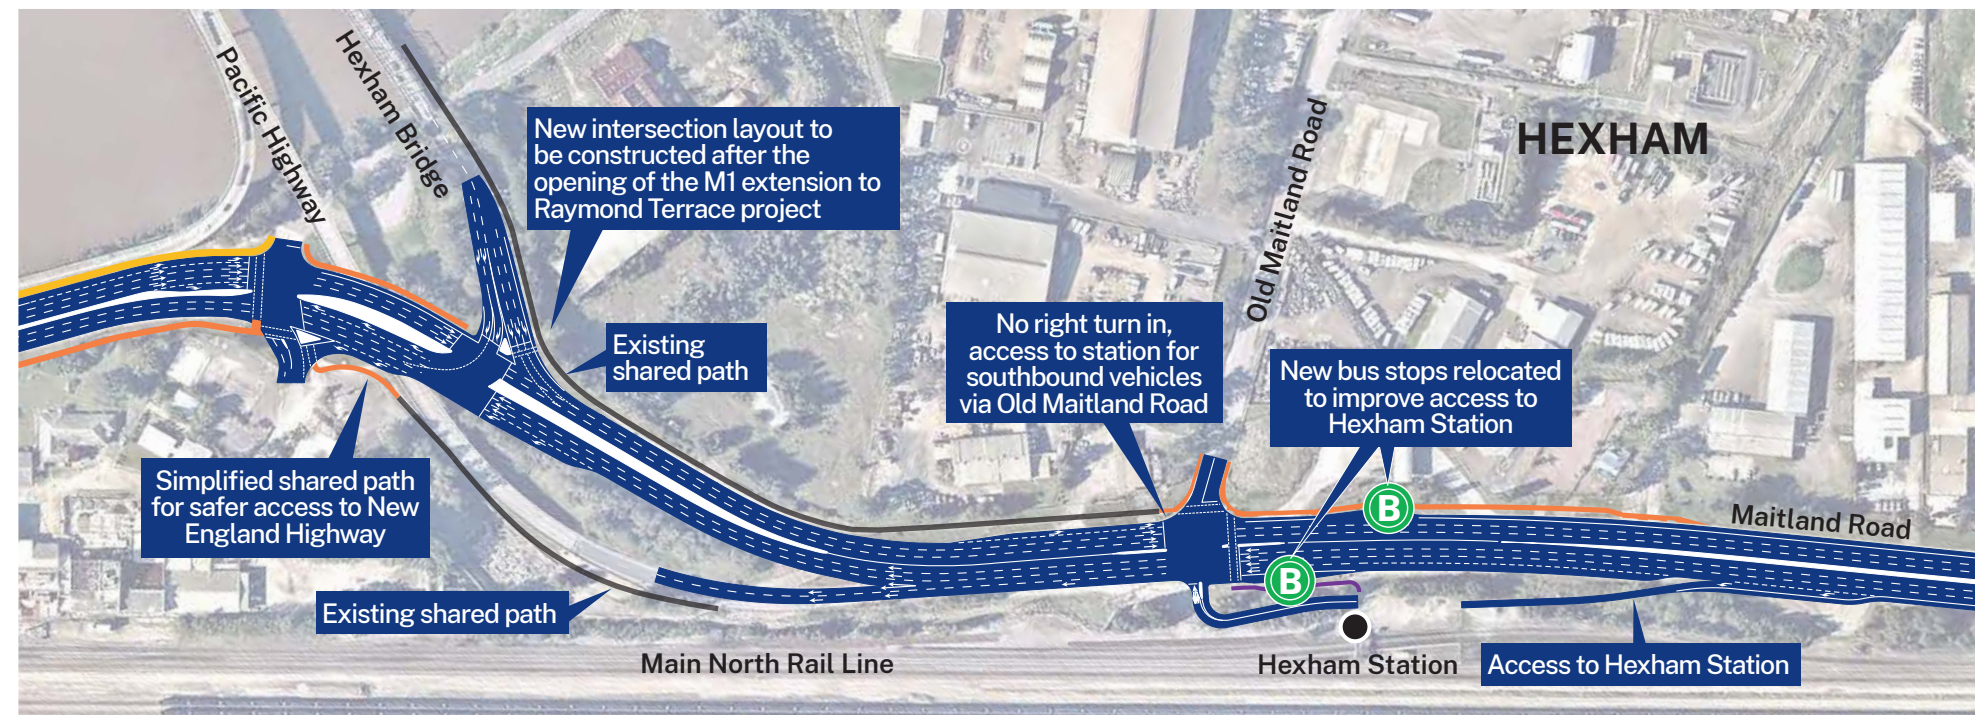 Pacific Highway
Hexham Bridge
New intersection layout to
be constructed after the
opening of the M1 extension to
Raymond Terrace project
Old Maitland Road
HEXHAM
Existing
shared path
No right turn in,
access to station for
southbound vehicles
via Old Maitland Road
New bus stops relocated
to improve access to
Hexham Station
Simplified shared path
for safer access to New
England Highway
B
Maitland Road
B
Existing shared path
Main North Rail Line
Hexham Station
Access to Hexham Station